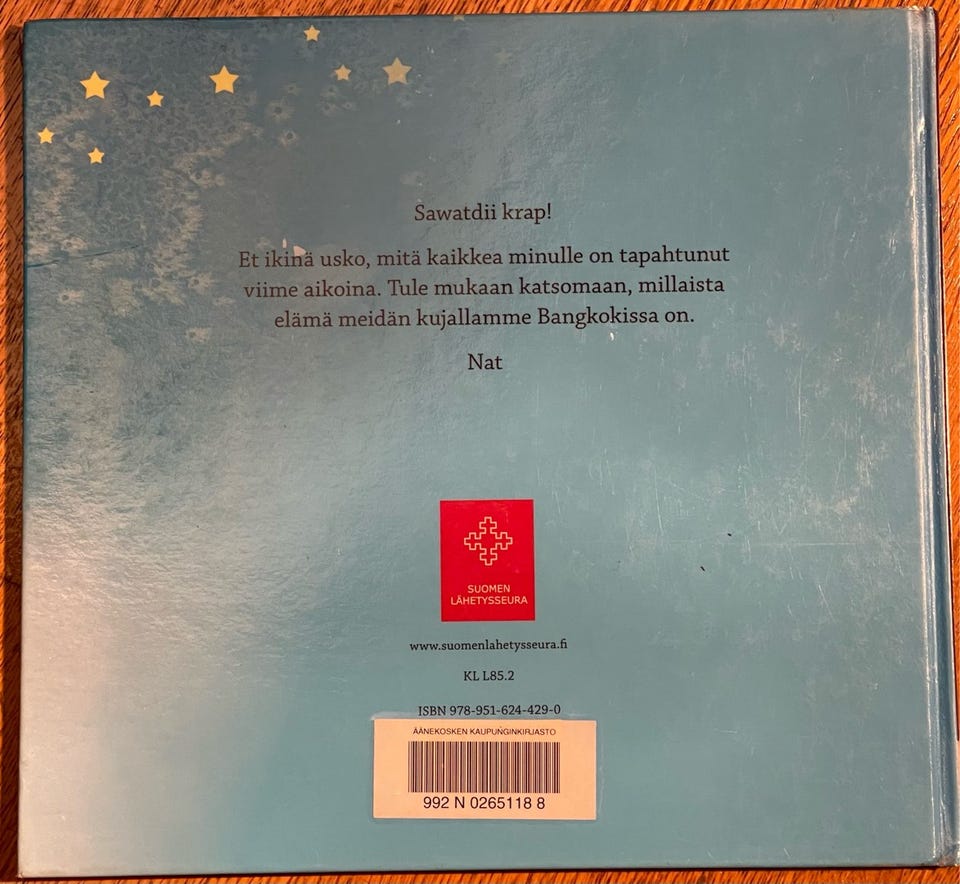 Sawatdii krap!
Et ikinä usko, mitä kaikkea minulle on tapahtunut
viime aikoina. Tule mukaan katsomaan, millaista
elämä meidän kujallamme Bangkokissa on.
Nat
SUOMEN
LÄHETYSSEURA
www.suomenlahetysseura.fi
KL L85.2
ISBN 978-951-624-429-0
ÄÄNEKOSKEN KAUPUNGINKIRJASTO
992 N 0265118 8